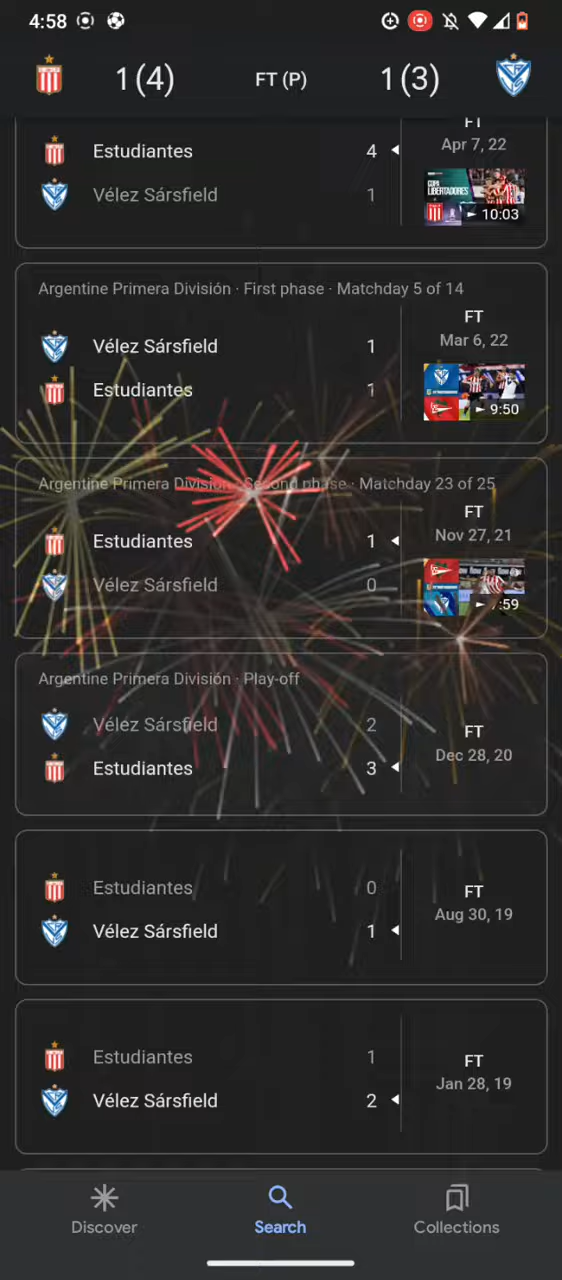 4:58
1 (4) FT (P) 1 (3)
FT
Estudiantes 4 Apr 7, 22
Vélez Sársfield 1
COPA LIBERTADORES
10:03
Argentine Primera División · First phase · Matchday 5 of 14
FT
Vélez Sársfield 1 Mar 6, 22
Estudiantes 1
9:50
Argentine Primera División · Second phase · Matchday 23 of 25
FT
Estudiantes 1 Nov 27, 21
Vélez Sársfield 0
7:59
Argentine Primera División · Play-off
Vélez Sársfield 2 FT
Estudiantes 3 Dec 28, 20
Estudiantes 0 FT
Vélez Sársfield 1 Aug 30, 19
Estudiantes 1 FT
Vélez Sársfield 2 Jan 28, 19
Discover Search Collections